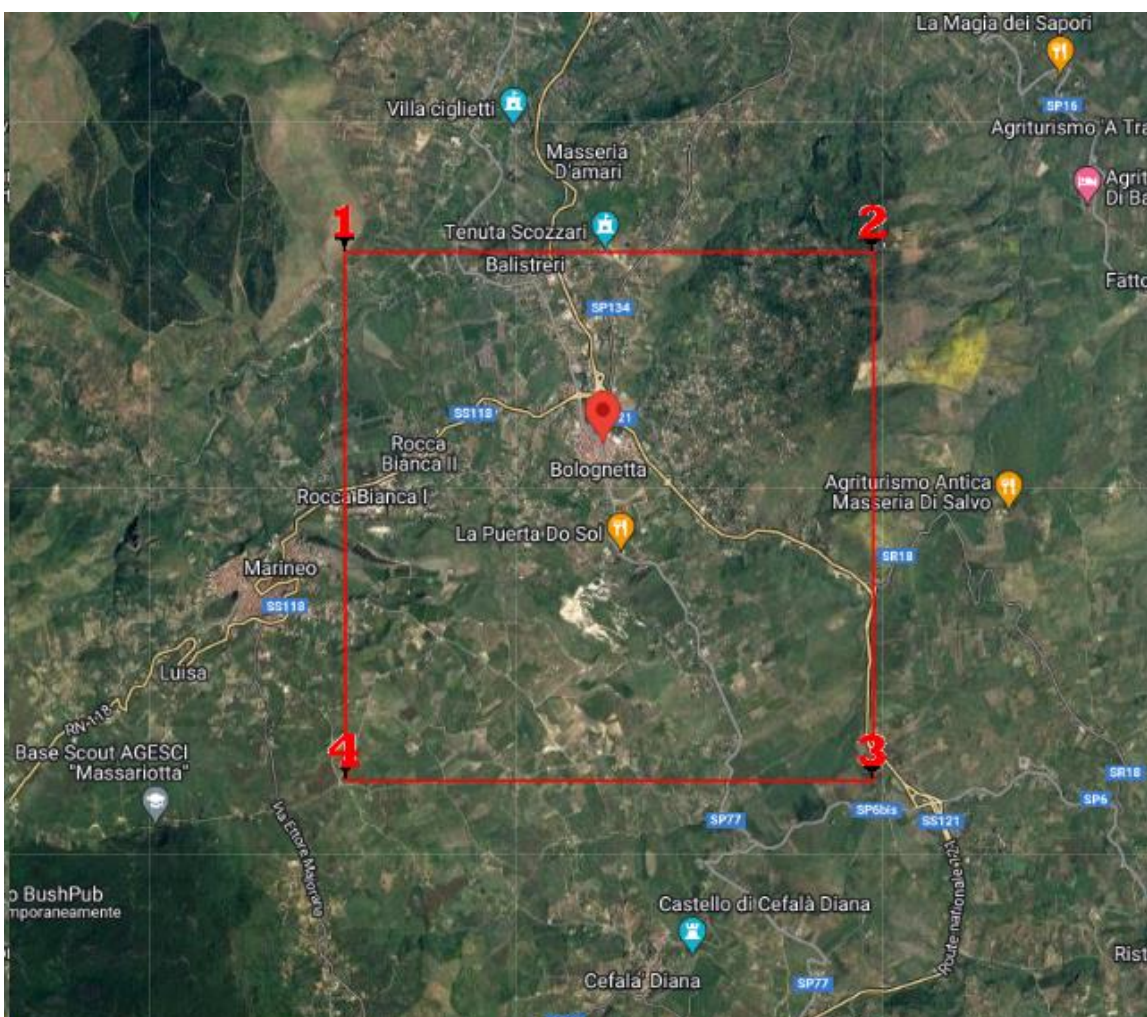 La Magia dei Sapori
Villa ciglietti
SP16
Agriturismo 'A Tra
Masseria
D'amari
Agrit
Di Ba
1
2
Tenuta Scozzari
Balistreri
Fatto
SP134
SS118
21
Rocca
Bianca II
Bolognetta
Agriturismo Antica
Masseria Di Salvo
Rocca Bianca I
La Puerta Do Sol
SR18
Marineo
SS118
Luisa
RN-118
4
3
Base Scout AGESCI
"Massariotta"
SR18
SP6
SP6bis
SP77
SS121
Via Ettore Majorana
Route nationale 121
o BushPub
mporaneamente
Castello di Cefalà Diana
Rist
Cefala' Diana
SP77